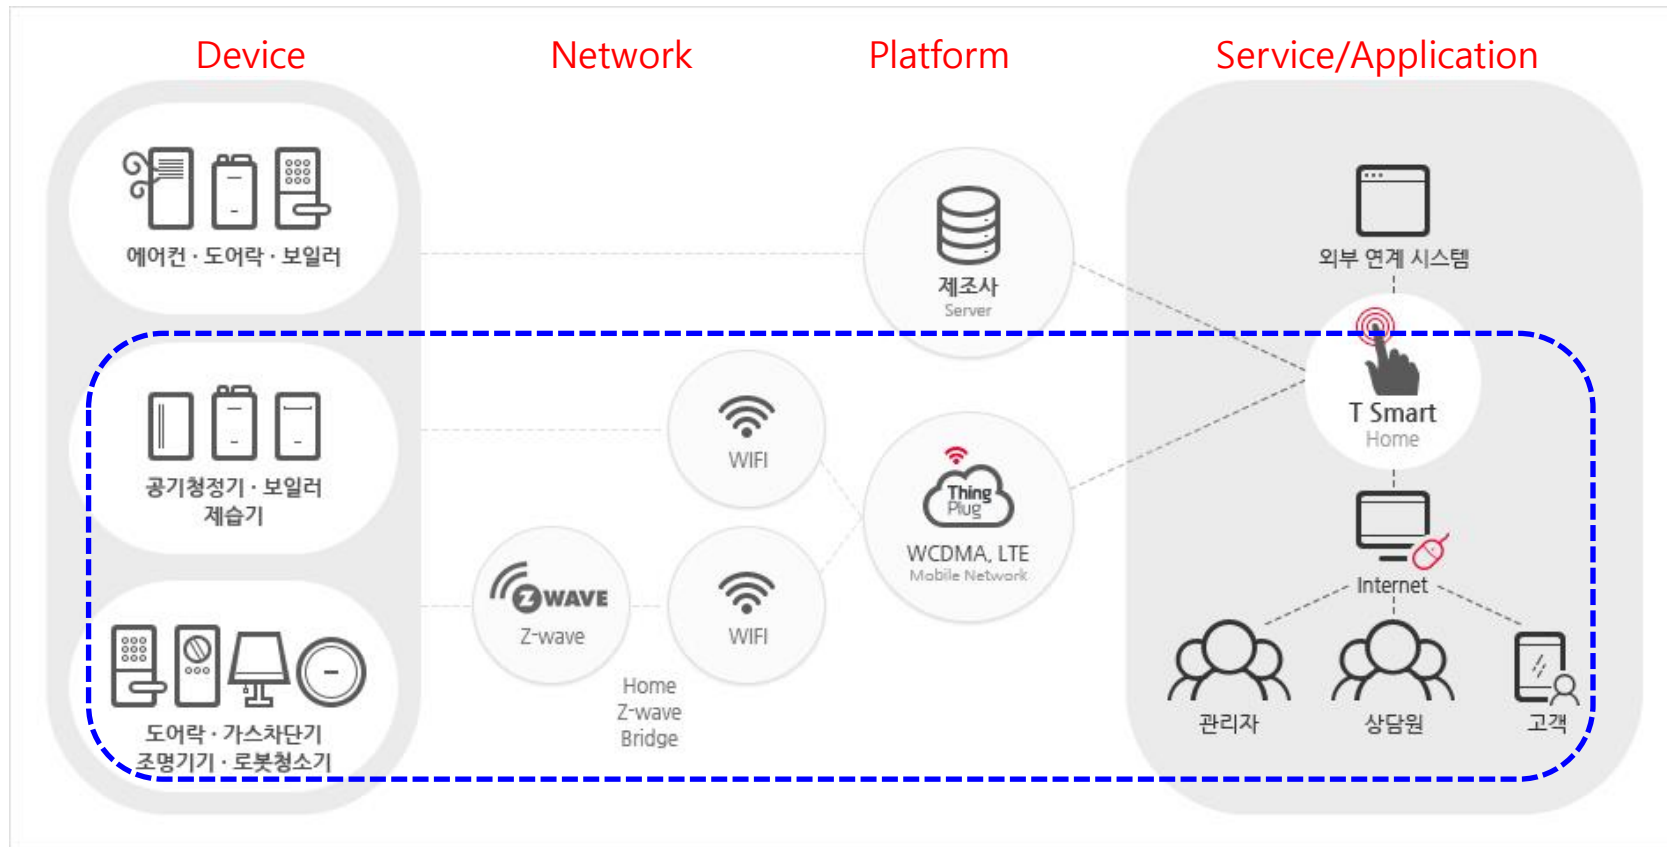 Device
Network
Platform
Service/Application
에어컨 · 도어락 · 보일러
제조사
Server
외부 연계 시스템
T Smart
Home
공기청정기 · 보일러
제습기
WIFI
Thing
Plug
WCDMA, LTE
Mobile Network
Z WAVE
Z-wave
WIFI
Home
Z-wave
Bridge
Internet
도어락 · 가스차단기
조명기기 · 로봇청소기
관리자
상담원
고객